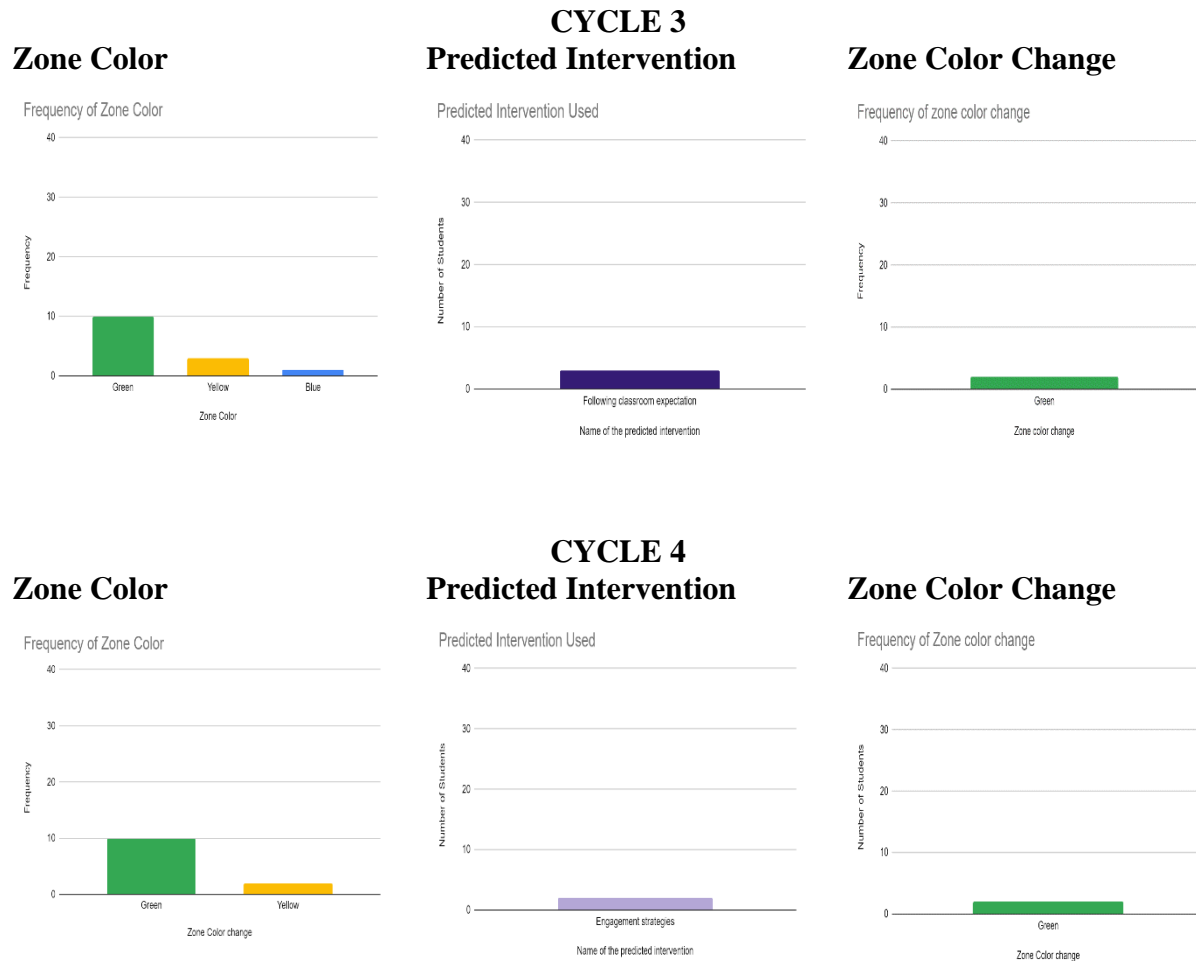 CYCLE 3
Zone Color Predicted Intervention Zone Color Change
Frequency of Zone Color
40
30
20
10
0
Frequency
Green Yellow Blue
Zone Color
Predicted Intervention Used
40
30
20
10
0
Number of Students
Following classroom expectation
Name of the predicted intervention
Frequency of zone color change
40
30
20
10
0
Frequency
Green
Zone color change
CYCLE 4
Zone Color Predicted Intervention Zone Color Change
Frequency of Zone Color
40
30
20
10
0
Frequency
Green Yellow
Zone Color change
Predicted Intervention Used
40
30
20
10
0
Number of Students
Engagement strategies
Name of the predicted intervention
Frequency of Zone color change
40
30
20
10
0
Number of Students
Green
Zone Color change